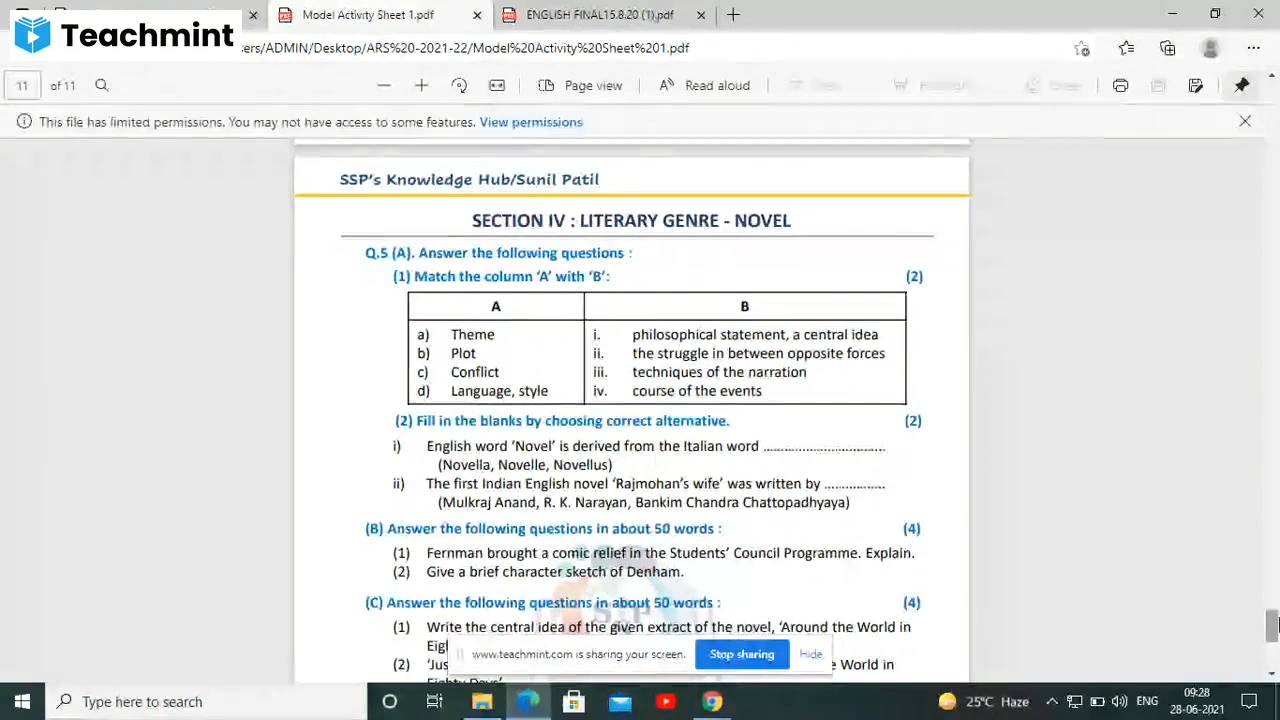 Model Activity Sheet 1.pdf
ENGLISH FINAL15.8.20 (1).pdf
Teachmint
ers/ADMIN/Desktop/ARS%20-2021-22/Model%20Activity%20Sheet%201.pdf
11 of 11
Page view
Read aloud
This file has limited permissions. You may not have access to some features. View permissions
SSP's Knowledge Hub/Sunil Patil
SECTION IV : LITERARY GENRE - NOVEL
Q.5 (A). Answer the following questions :
(1) Match the column ‘A’ with ‘B’: (2)
A B
a) Theme i. philosophical statement, a central idea
b) Plot ii. the struggle in between opposite forces
c) Conflict iii. techniques of the narration
d) Language, style iv. course of the events
(2) Fill in the blanks by choosing correct alternative. (2)
i) English word ‘Novel’ is derived from the Italian word ..............................
(Novella, Novelle, Novellus)
ii) The first Indian English novel ‘Rajmohan’s wife’ was written by ...............
(Mulkraj Anand, R. K. Narayan, Bankim Chandra Chattopadhyaya)
(B) Answer the following questions in about 50 words : (4)
(1) Fernman brought a comic relief in the Students’ Council Programme. Explain.
(2) Give a brief character sketch of Denham.
(C) Answer the following questions in about 50 words : (4)
(1) Write the central idea of the given extract of the novel, ‘Around the World in
Eig
(2) ‘Jus e World in
Eighty Days’.
www.teachmint.com is sharing your screen. Stop sharing Hide
Type here to search
25°C Haze
ENG
09:28
28-06-2021